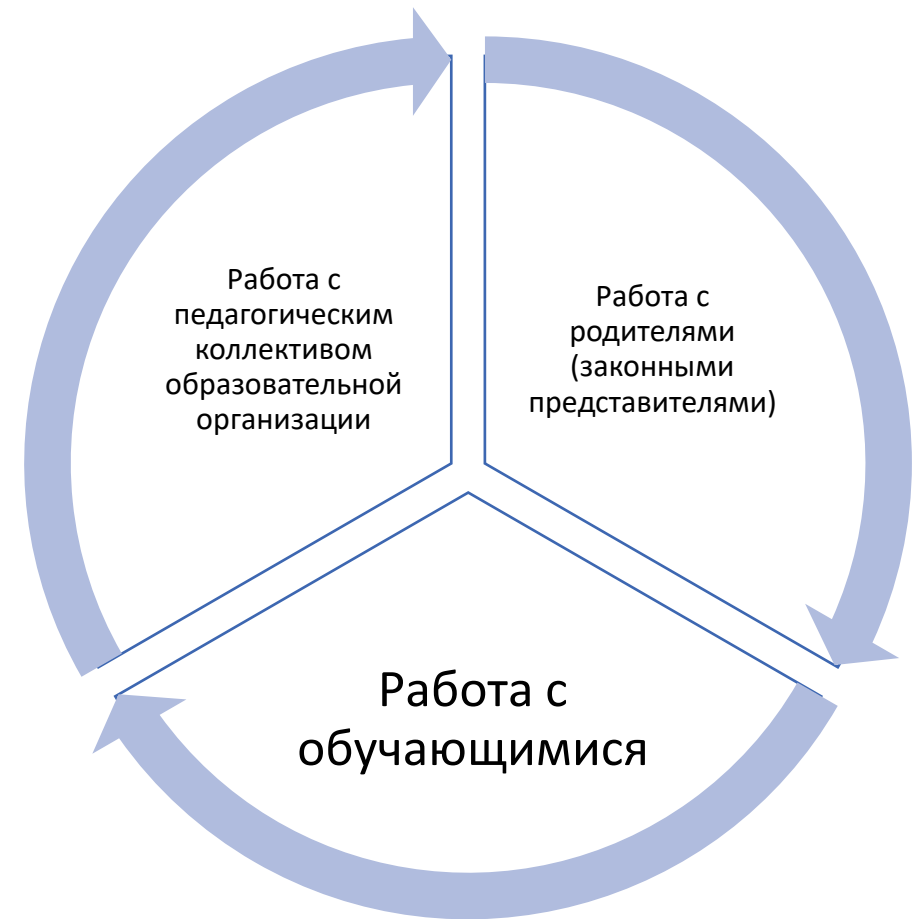 Работа с
педагогическим
коллективом
образовательной
организации
Работа с
родителями
(законными
представителями)
Работа с
обучающимися